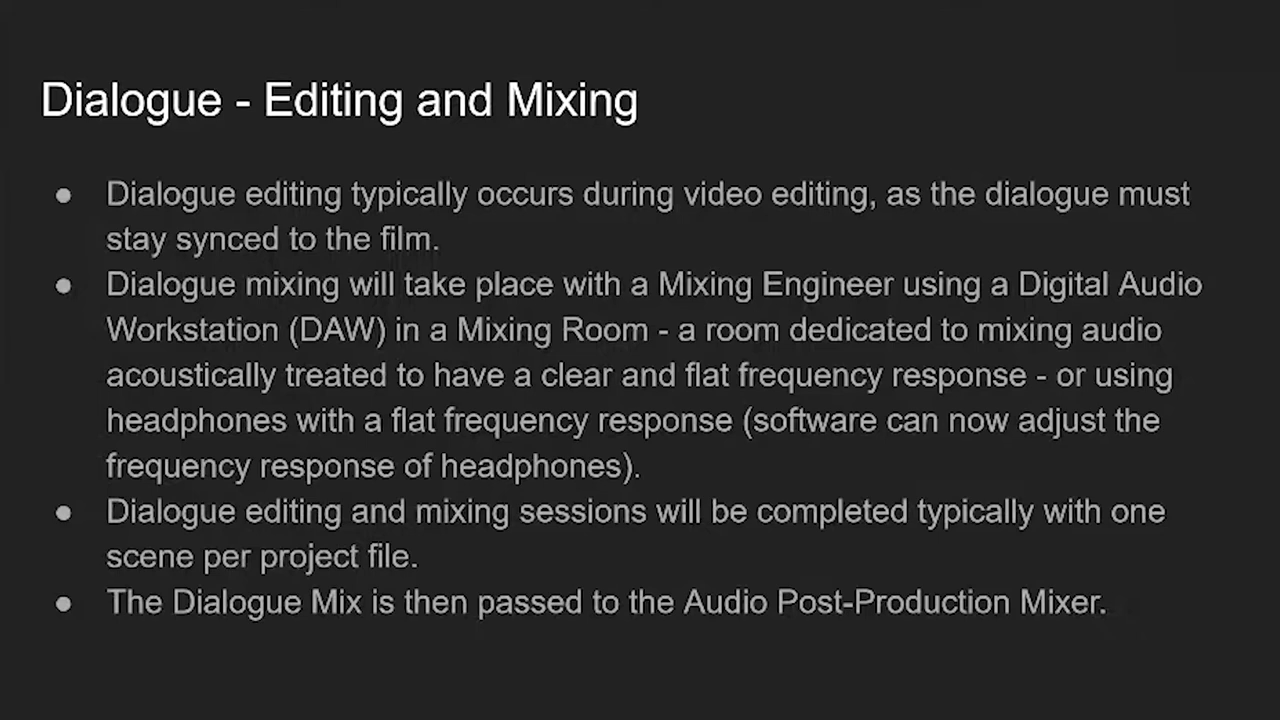 Dialogue - Editing and Mixing
● Dialogue editing typically occurs during video editing, as the dialogue must
stay synced to the film.
● Dialogue mixing will take place with a Mixing Engineer using a Digital Audio
Workstation (DAW) in a Mixing Room - a room dedicated to mixing audio
acoustically treated to have a clear and flat frequency response - or using
headphones with a flat frequency response (software can now adjust the
frequency response of headphones).
● Dialogue editing and mixing sessions will be completed typically with one
scene per project file.
● The Dialogue Mix is then passed to the Audio Post-Production Mixer.